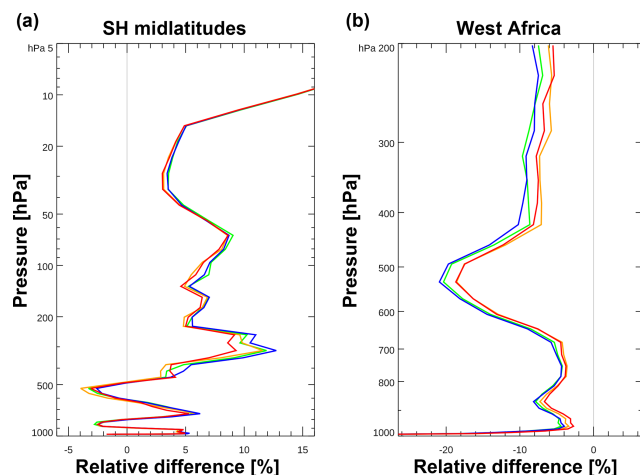 (a) SH midlatitudes
hPa 5
10
20
50
100
200
500
1000
Pressure [hPa]
-5 0 5 10 15
Relative difference [%]
(b) West Africa
hPa 200
300
400
500
600
700
800
1000
Pressure [hPa]
-20 -10 0
Relative difference [%]